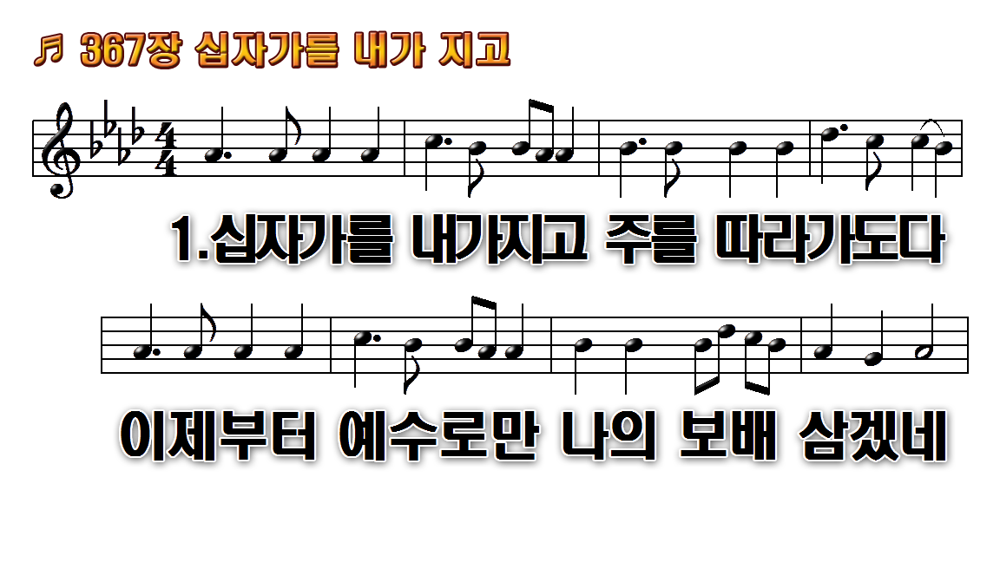 ♬ 367장 십자가를 내가 지고
4
4
1.십자가를 내가지고 주를 따라가도다
이제부터 예수로만 나의 보배 삼겠네